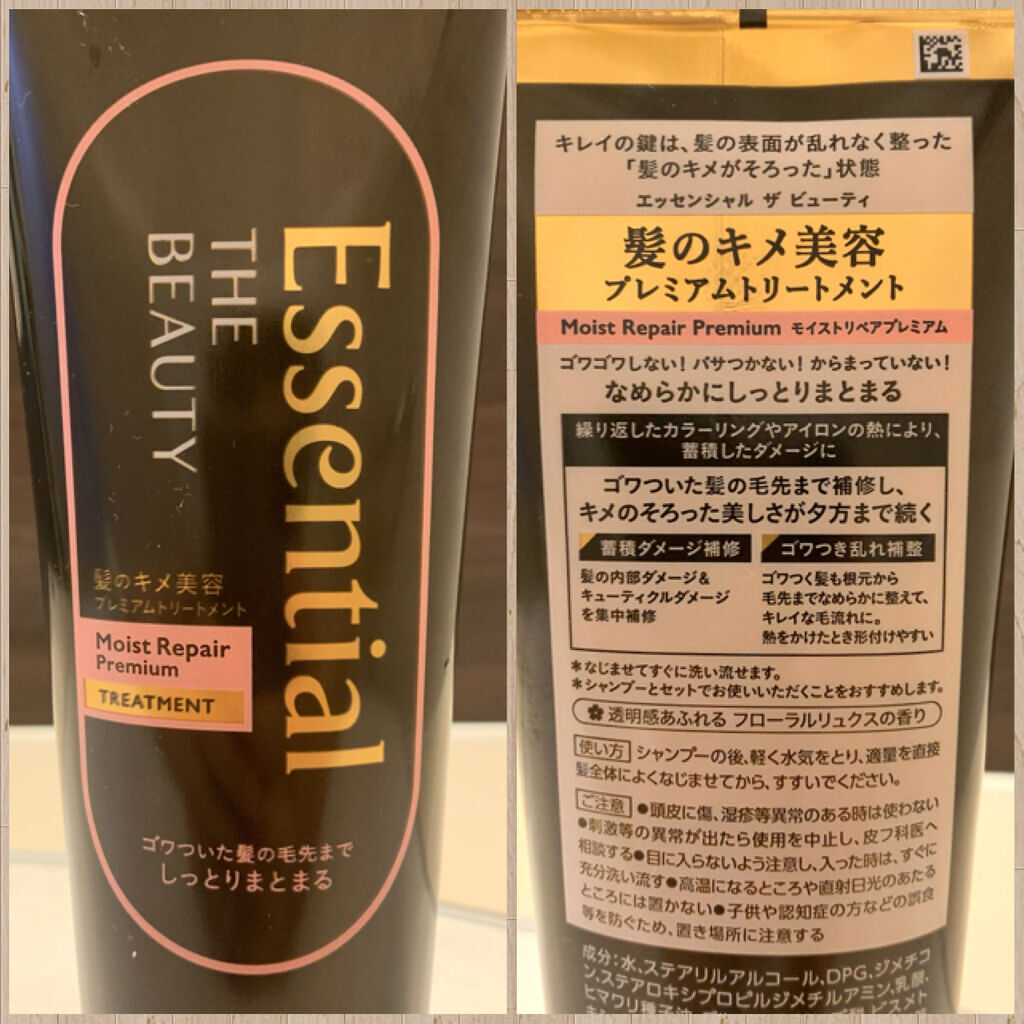 Essential
THE
BEAUTY
髪のキメ美容
プレミアムトリートメント
Moist Repair
Premium
TREATMENT
ゴワついた髪の毛先まで
しっとりまとまる
キレイの鍵は、髪の表面が乱れなく整った
「髪のキメがそろった」状態
エッセンシャル ザ ビューティ
髪のキメ美容
プレミアムトリートメント
Moist Repair Premium モイストリペアプレミアム
ゴワゴワしない! パサつかない! からまっていない!
なめらかにしっとりまとまる
繰り返したカラーリングやアイロンの熱により、
蓄積したダメージに
ゴワついた髪の毛先まで補修し、
キメのそろった美しさが夕方まで続く
蓄積ダメージ補修
髪の内部ダメージ&
キューティクルダメージ
を集中補修
ゴワつき乱れ補整
ゴワつく髪も根元から
毛先までなめらかに整えて、
キレイな毛流れに。
熱をかけたとき形付けやすい
*なじませてすぐに洗い流せます。
*シャンプーとセットでお使いいただくことをおすすめします。
透明感あふれる フローラルリュクスの香り
使い方 シャンプーの後、軽く水気をとり、適量を直接
髪全体によくなじませてから、すすいでください。
ご注意 ●頭皮に傷、湿疹等異常のある時は使わない
●刺激等の異常が出たら使用を中止し、皮フ科医へ
相談する●目に入らないよう注意し、入った時は、すぐに
充分洗い流す●高温になるところや直射日光のあたる
ところには置かない●子供や認知症の方などの誤食
等を防ぐため、置き場所に注意する
成分:水、ステアリルアルコール、DPG、ジメチコ
ン、ステアロキシプロピルジメチルアミン、乳酸、
ヒマワリ種子油、
ビスメト